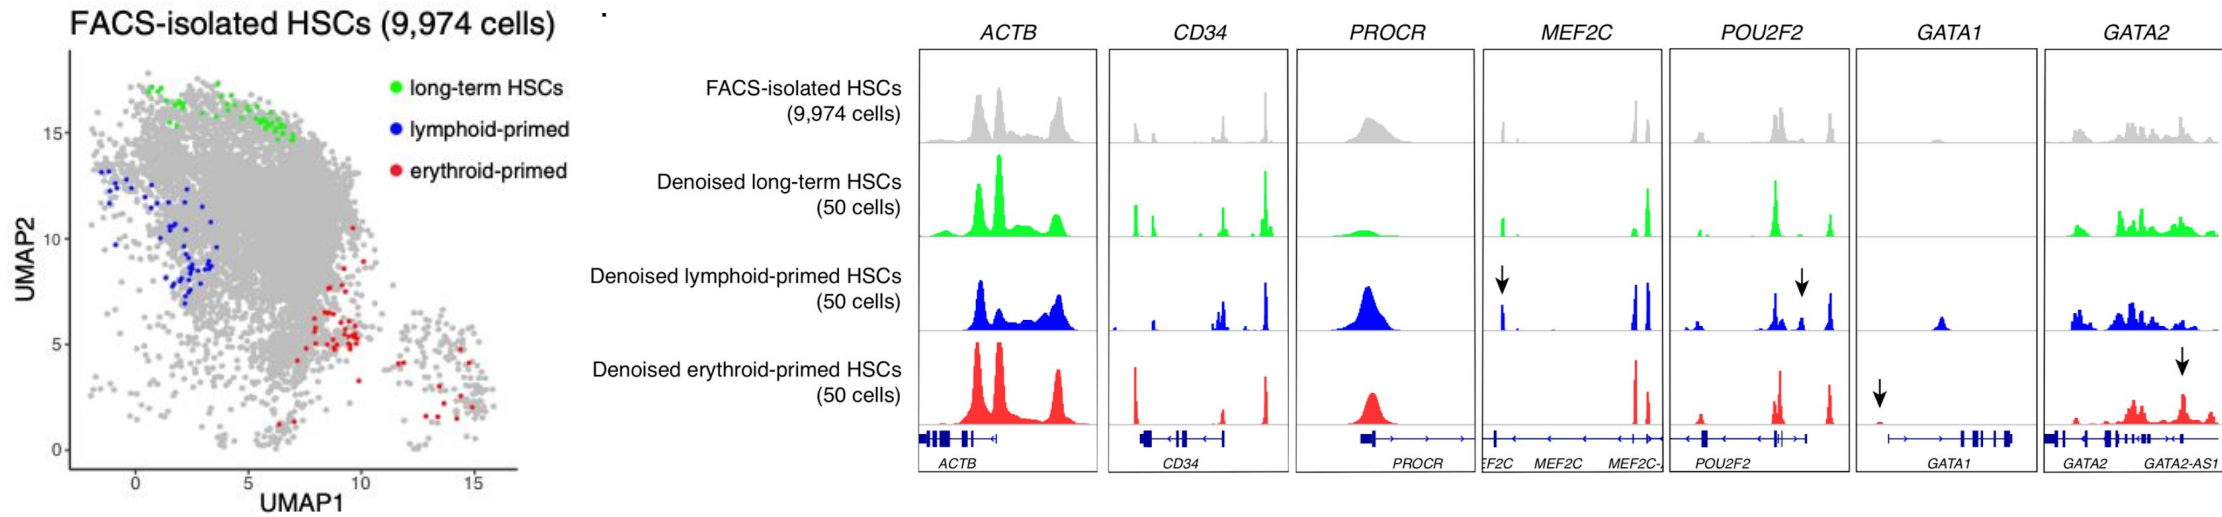 FACS-isolated HSCs (9,974 cells)
long-term HSCs
lymphoid-primed
erythroid-primed
UMAP2
15
10
5
0
0
5
10
15
UMAP1
ACTB
CD34
PROCR
MEF2C
POU2F2
GATA1
GATA2
FACS-isolated HSCs
(9,974 cells)
Denoised long-term HSCs
(50 cells)
Denoised lymphoid-primed HSCs
(50 cells)
Denoised erythroid-primed HSCs
(50 cells)
ACTB
CD34
PROCR
EF2C
MEF2C
MEF2C-
POU2F2
GATA1
GATA2
GATA2-AS1